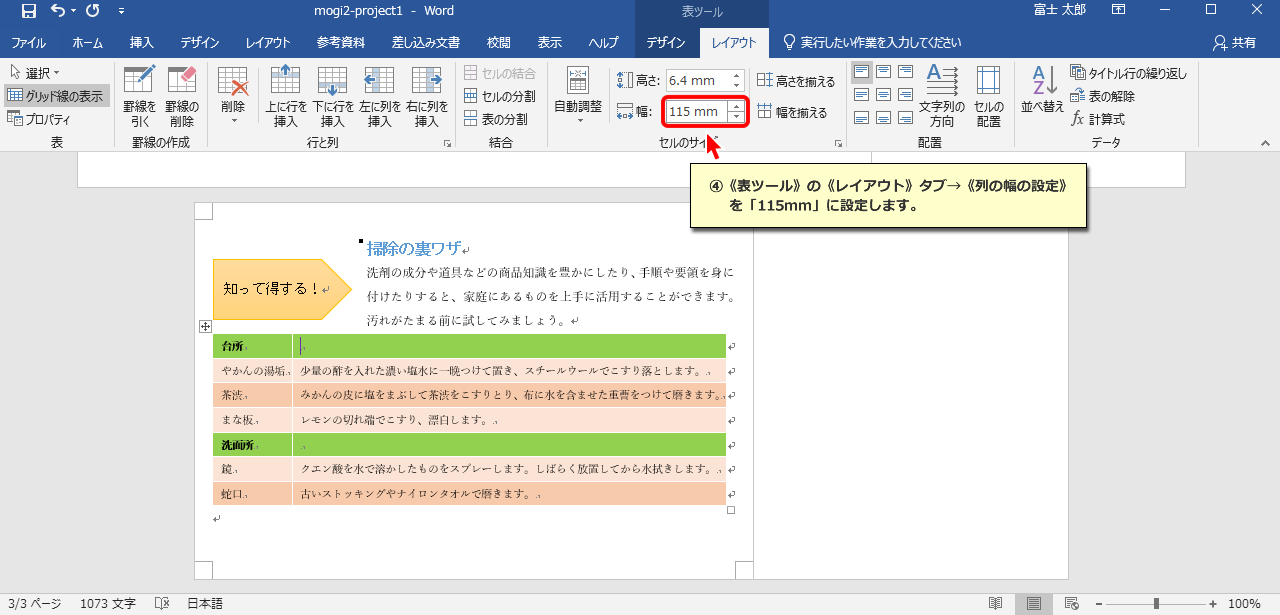 mogi2-project1 - Word
表ツール
富士 太郎
ファイル ホーム 挿入 デザイン レイアウト 参考資料 差し込み文書 校閲 表示 ヘルプ デザイン レイアウト 実行したい作業を入力してください 共有
選択
グリッド線の表示
プロパティ
表
罫線を引く
罫線の削除
罫線の作成
削除
上に行を挿入
下に行を挿入
左に列を挿入
右に列を挿入
行と列
セルの結合
セルの分割
表の分割
結合
自動調整
高さ: 6.4 mm
幅: 115 mm
高さを揃える
幅を揃える
セルのサイズ
文字列の方向
セルの配置
配置
並べ替え
タイトル行の繰り返し
表の解除
計算式
データ
④《表ツール》の《レイアウト》タブ→《列の幅の設定》
を「115mm」に設定します。
掃除の裏ワザ
知って得する！
洗剤の成分や道具などの商品知識を豊かにしたり、手順や要領を身に
付けたりすると、家庭にあるものを上手に活用することができます。
汚れがたまる前に試してみましょう。
台所
やかんの湯垢 少量の酢を入れた濃い塩水に一晩つけて置き、スチールウールでこすり落とします。
茶渋 みかんの皮に塩をまぶして茶渋をこすりとり、布に水を含ませた重曹をつけて磨きます。
まな板 レモンの切れ端でこすり、漂白します。
洗面所
鏡 クエン酸を水で溶かしたものをスプレーします。しばらく放置してから水拭きします。
蛇口 古いストッキングやナイロンタオルで磨きます。
3/3 ページ 1073 文字 日本語 100%